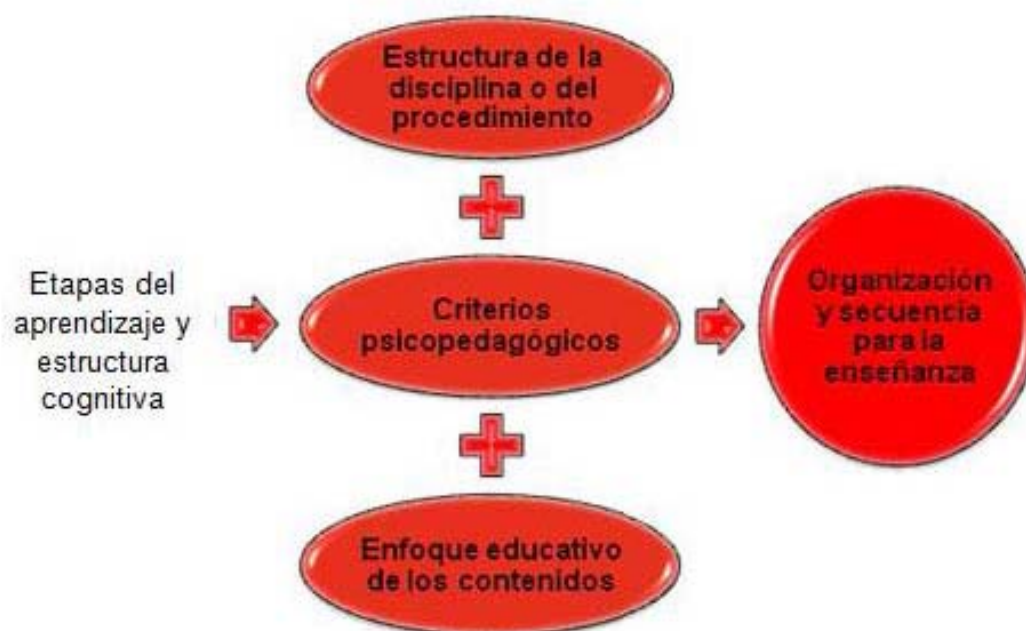 Estructura de la
disciplina o del
procedimiento
Etapas del
aprendizaje y
estructura
cognitiva
Criterios
psicopedagógicos
Organización
y secuencia
para la
enseñanza
Enfoque educativo
de los contenidos